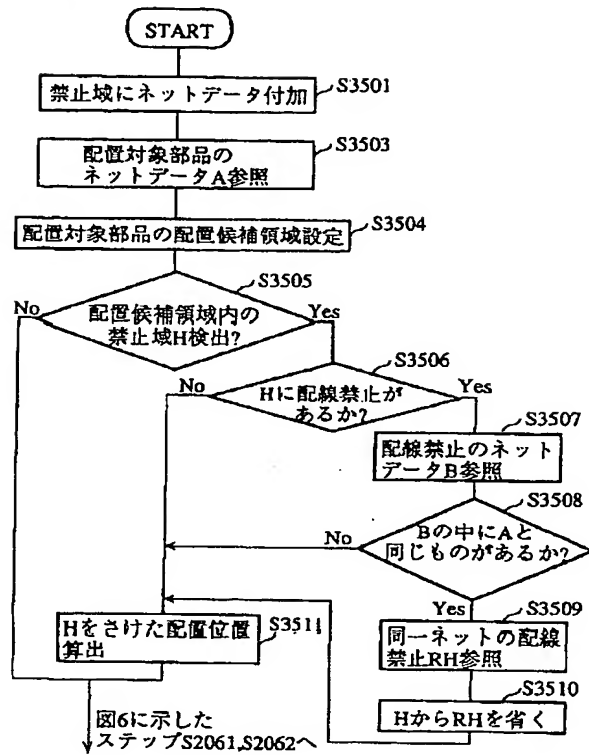 START
禁止域にネットデータ付加
S3501
配置対象部品の
ネットデータA参照
S3503
配置対象部品の配置候補領域設定
S3504
S3505
No
配置候補領域内の
禁止域H検出?
Yes
S3506
No
Hに配線禁止が
あるか?
Yes
S3507
配線禁止のネット
データB参照
S3508
No
Bの中にAと
同じものがあるか?
Yes
S3509
Hをさけた配置位置
算出
S3511
同一ネットの配線
禁止RH参照
S3510
HからRHを省く
図6に示した
ステップS2061,S2062へ